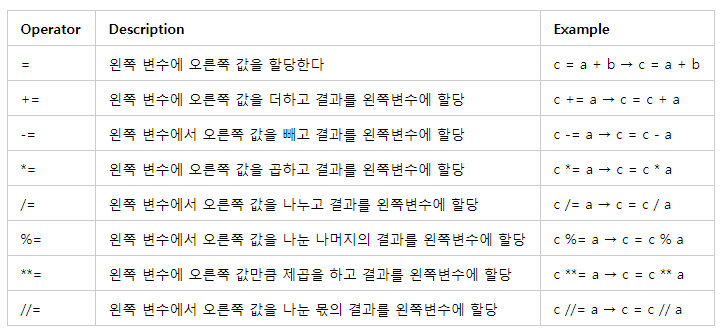 Operator Description Example
= 왼쪽 변수에 오른쪽 값을 할당한다 c = a + b → c = a + b
+= 왼쪽 변수에 오른쪽 값을 더하고 결과를 왼쪽변수에 할당 c += a → c = c + a
-= 왼쪽 변수에서 오른쪽 값을 빼고 결과를 왼쪽변수에 할당 c -= a → c = c - a
*= 왼쪽 변수에 오른쪽 값을 곱하고 결과를 왼쪽변수에 할당 c *= a → c = c * a
/= 왼쪽 변수에서 오른쪽 값을 나누고 결과를 왼쪽변수에 할당 c /= a → c = c / a
%= 왼쪽 변수에서 오른쪽 값을 나눈 나머지의 결과를 왼쪽변수에 할당 c %= a → c = c % a
**= 왼쪽 변수에 오른쪽 값만큼 제곱을 하고 결과를 왼쪽변수에 할당 c **= a → c = c ** a
//= 왼쪽 변수에서 오른쪽 값을 나눈 몫의 결과를 왼쪽변수에 할당 c //= a → c = c // a